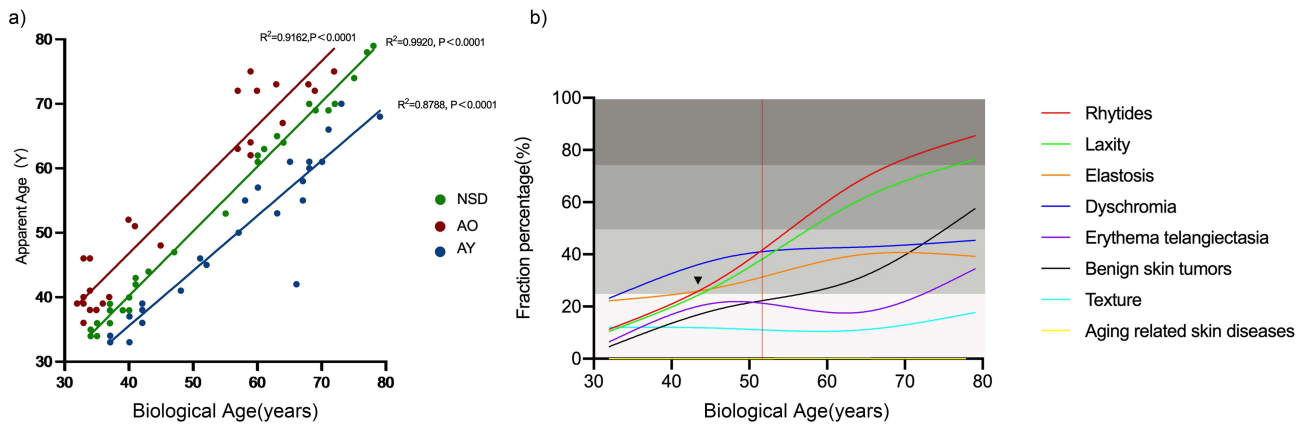 a)
R²=0.9162,P<0.0001
R²=0.9920, P<0.0001
R²=0.8788, P<0.0001
80
70
60
50
40
30
Apparent Age (Y)
30 40 50 60 70 80
Biological Age(years)
NSD
AO
AY
b)
100
80
60
40
20
0
Fraction percentage(%)
30 40 50 60 70 80
Biological Age(years)
Rhytides
Laxity
Elastosis
Dyschromia
Erythema telangiectasia
Benign skin tumors
Texture
Aging related skin diseases